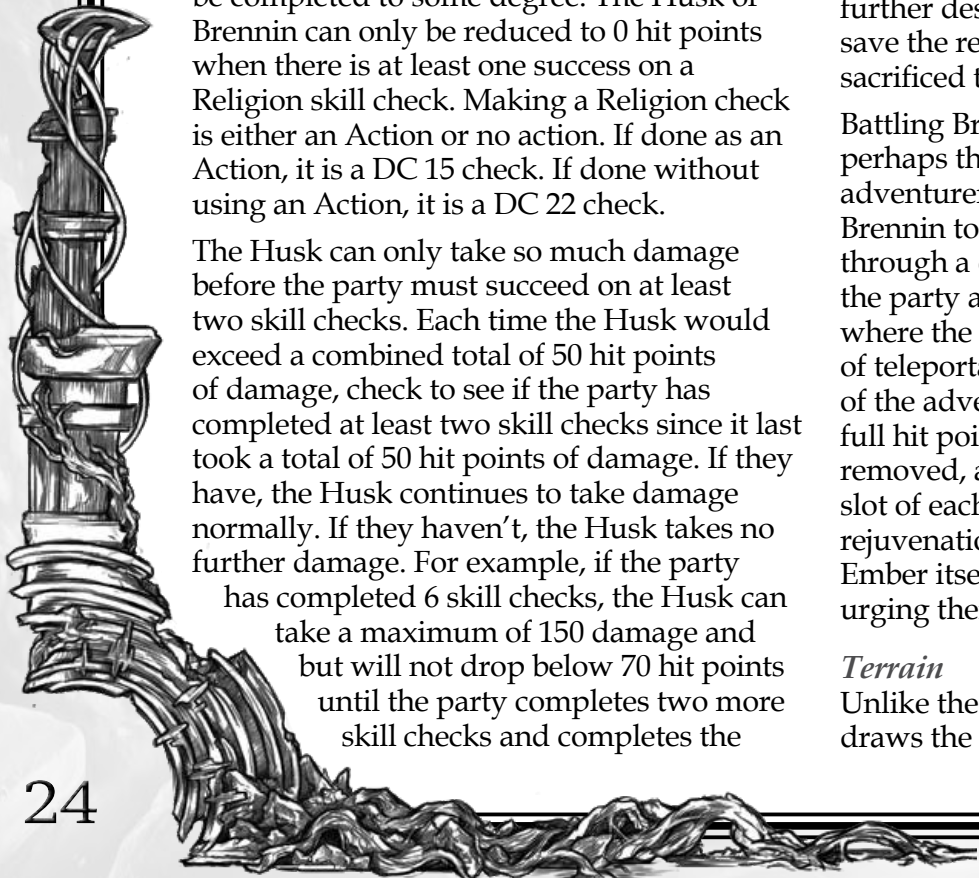 be completed to some degree. The Husk of
Brennin can only be reduced to 0 hit points
when there is at least one success on a
Religion skill check. Making a Religion check
is either an Action or no action. If done as an
Action, it is a DC 15 check. If done without
using an Action, it is a DC 22 check.
The Husk can only take so much damage
before the party must succeed on at least
two skill checks. Each time the Husk would
exceed a combined total of 50 hit points
of damage, check to see if the party has
completed at least two skill checks since it last
took a total of 50 hit points of damage. If they
have, the Husk continues to take damage
normally. If they haven't, the Husk takes no
further damage. For example, if the party
has completed 6 skill checks, the Husk can
take a maximum of 150 damage and
but will not drop below 70 hit points
until the party completes two more
skill checks and completes the
24
further
save the
sacrificed
Battling
perhaps
Brennin to
through a
the party
where the
of
of the
full hit
removed,
slot of each
Ember
urging the
Terrain
Unlike the
draws the